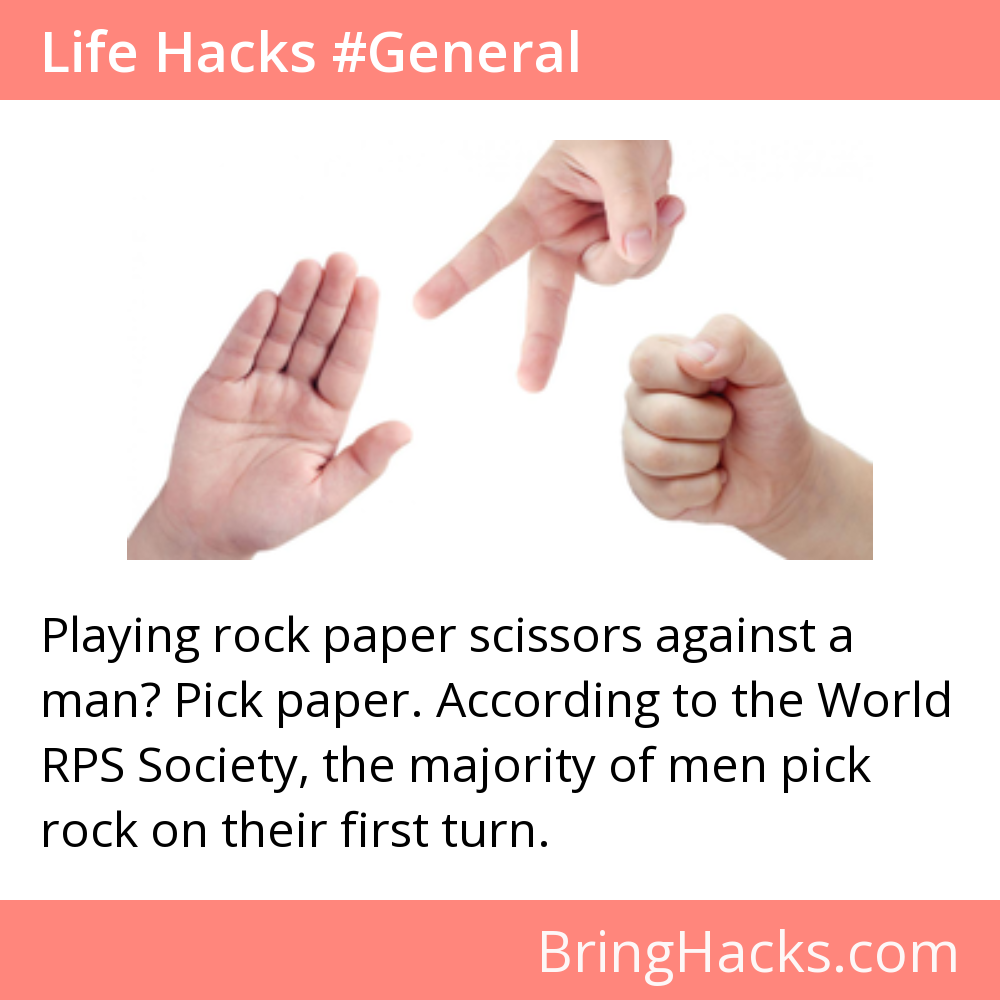 Life Hacks #General
Playing rock paper scissors against a
man? Pick paper. According to the World
RPS Society, the majority of men pick
rock on their first turn.
BringHacks.com